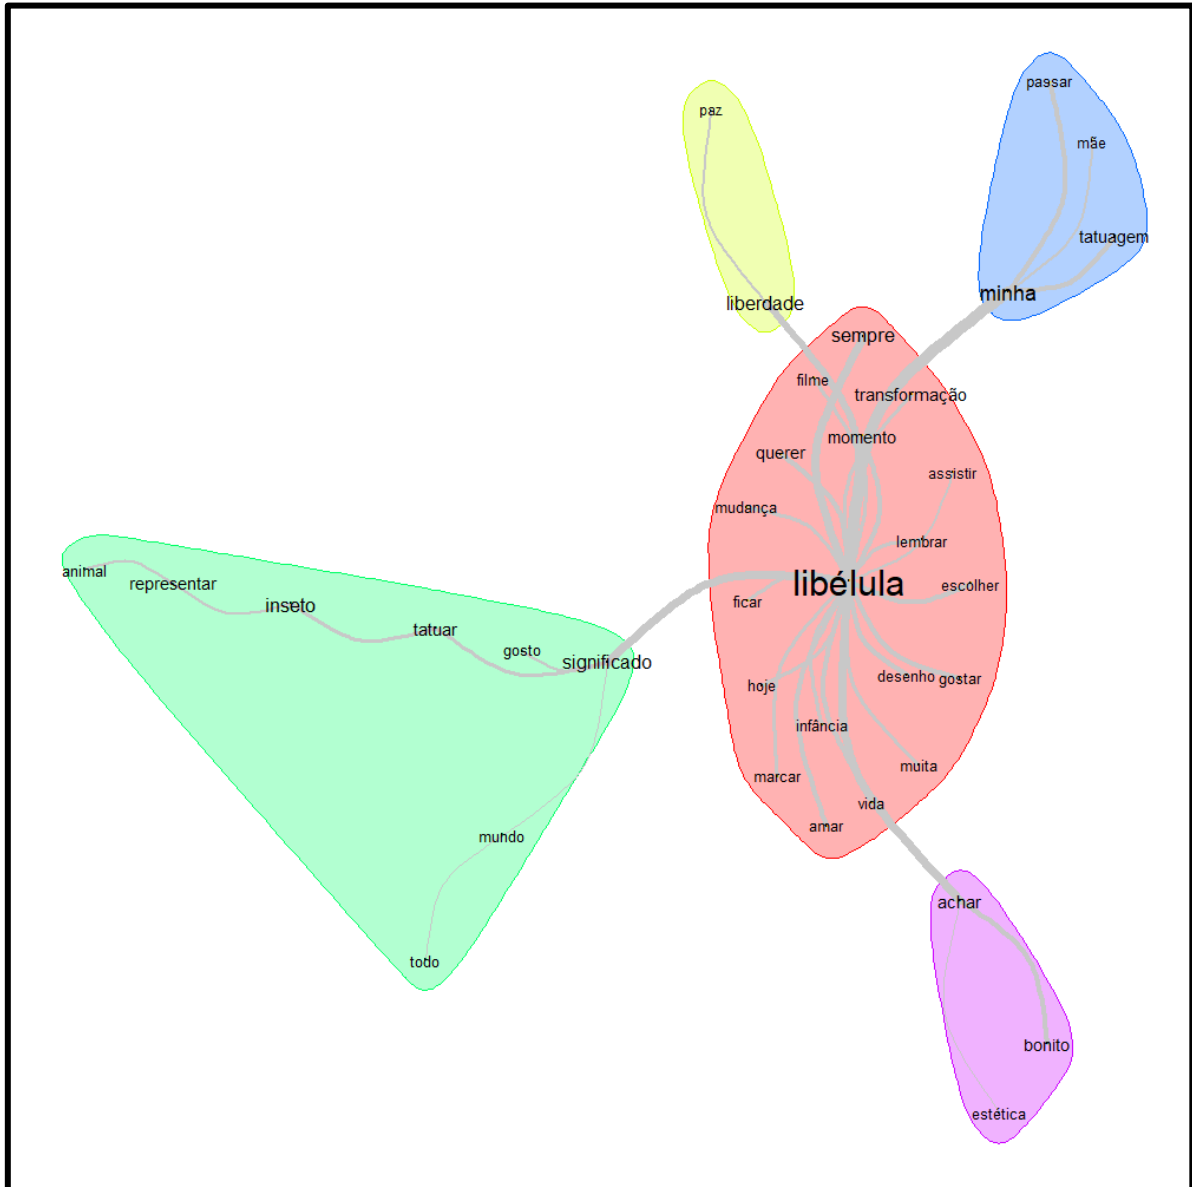 passar
paz
mãe
tatuagem
minha
liberdade
sempre
filme
transformação
momento
querer
assistir
mudança
lembrar
animal
representar
libélula
escolher
inseto
ficar
tatuar
gosto
significado
desenho
gostar
hoje
infância
marcar
muita
vida
amar
mundo
achar
todo
bonito
estética